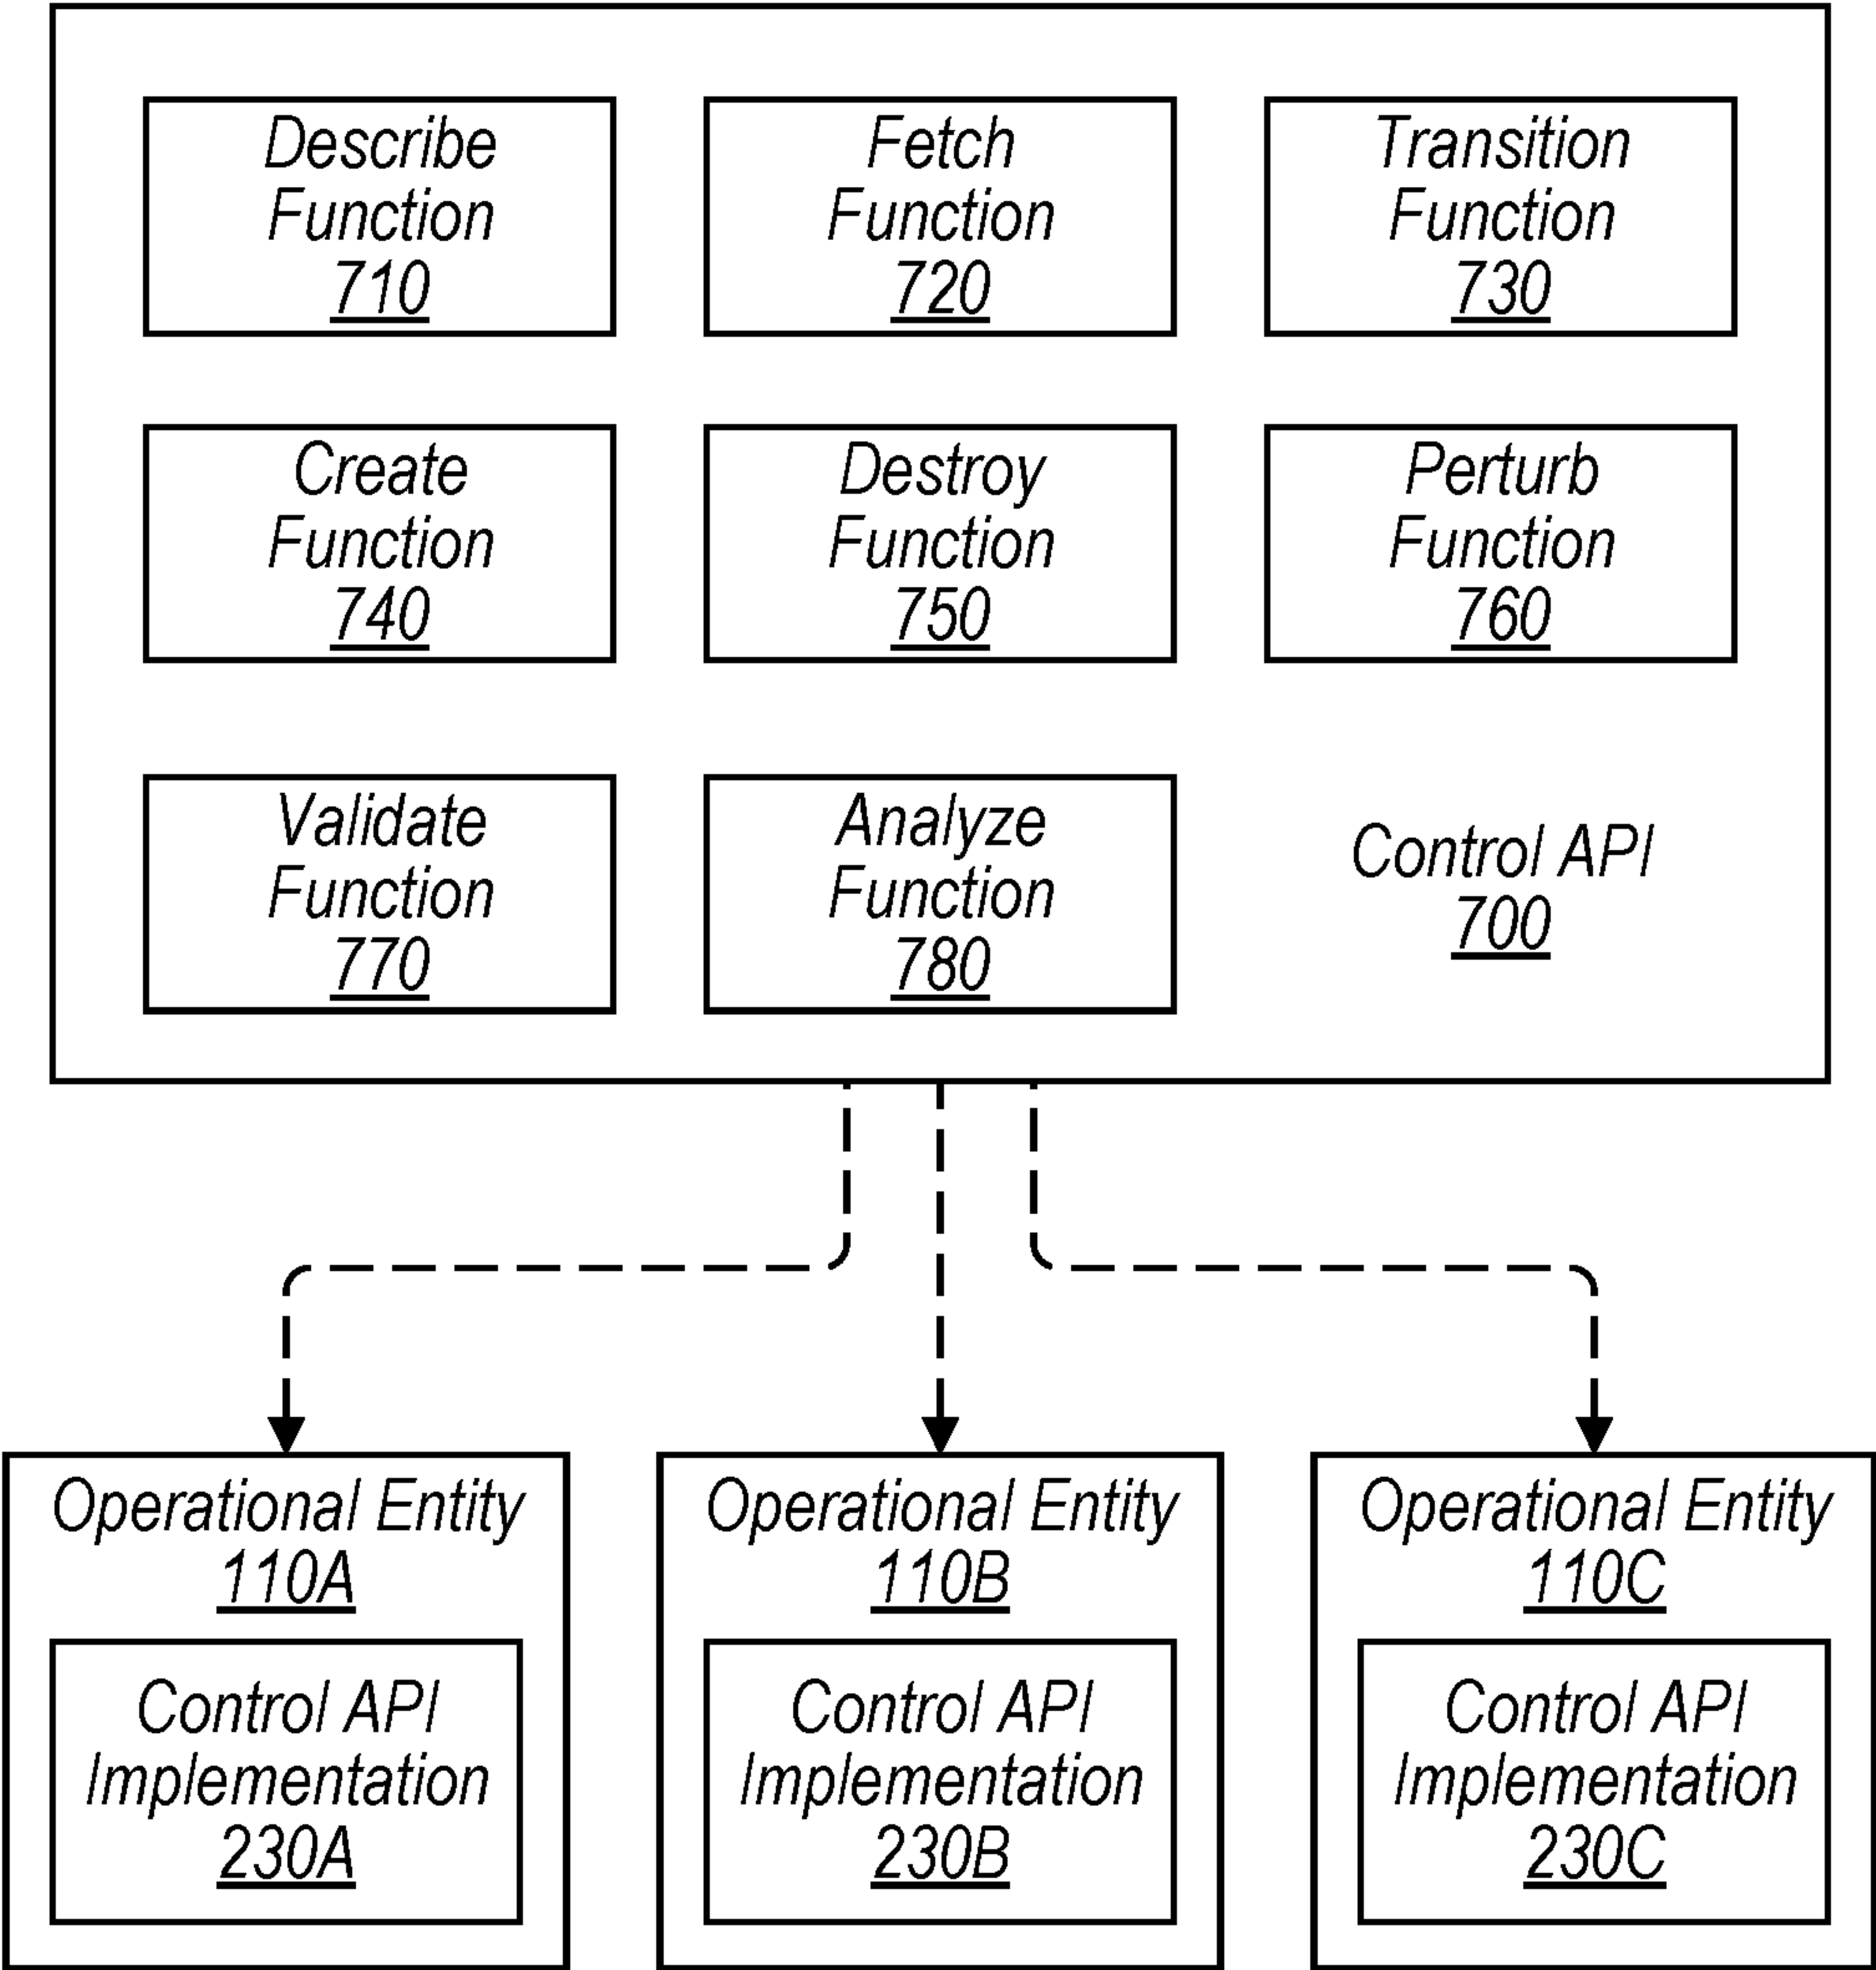 Describe
Function
710
Fetch
Function
720
Transition
Function
730
Create
Function
740
Destroy
Function
750
Perturb
Function
760
Validate
Function
770
Analyze
Function
780
Control API
700
Operational Entity
110A
Control API
Implementation
230A
Operational Entity
110B
Control API
Implementation
230B
Operational Entity
110C
Control API
Implementation
230C